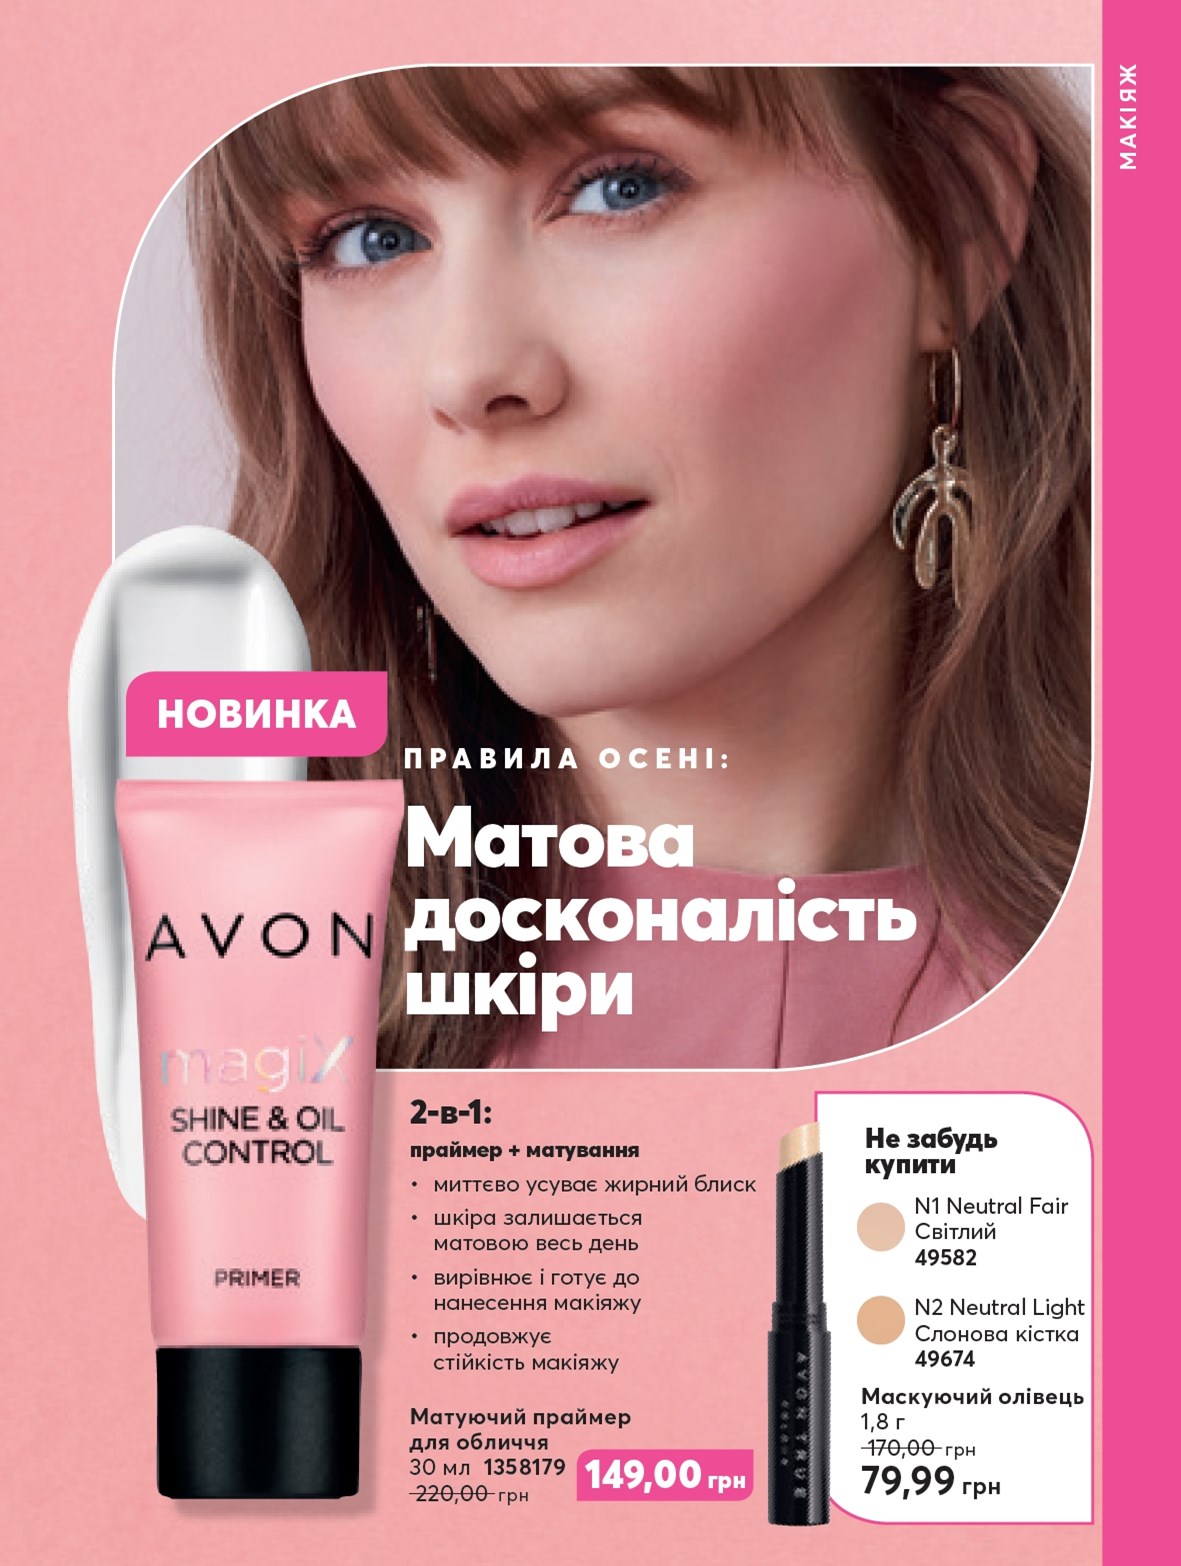 МАКІЯЖ
НОВИНКА
ПРАВИЛА ОСЕНІ:
Матова
досконалість
шкіри
AVON
magiX
SHINE & OIL
CONTROL
PRIMER
2-в-1:
праймер + матування
• миттєво усуває жирний блиск
• шкіра залишається
матовою весь день
• вирівнює і готує до
нанесення макіяжу
• продовжує
стійкість макіяжу
Матуючий праймер
для обличчя
30 мл 1358179
220,00 грн
149,00 грн
AVON TRUE
Не забудь
купити
N1 Neutral Fair
Світлий
49582
N2 Neutral Light
Слонова кістка
49674
Маскуючий олівець
1,8 г
170,00 грн
79,99 грн